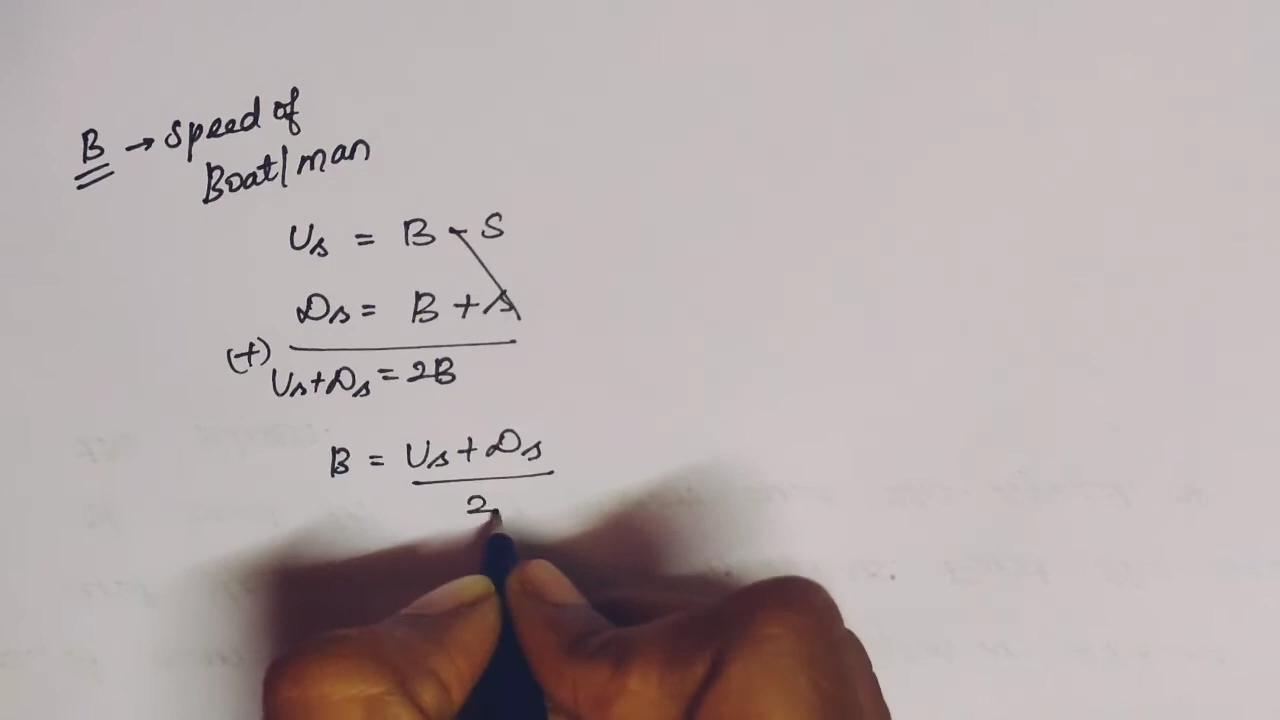 B → Speed of
Boat/man
Us = B - S
Ds = B + s
(+)
Us+Ds = 2B
B = Us + Ds
2